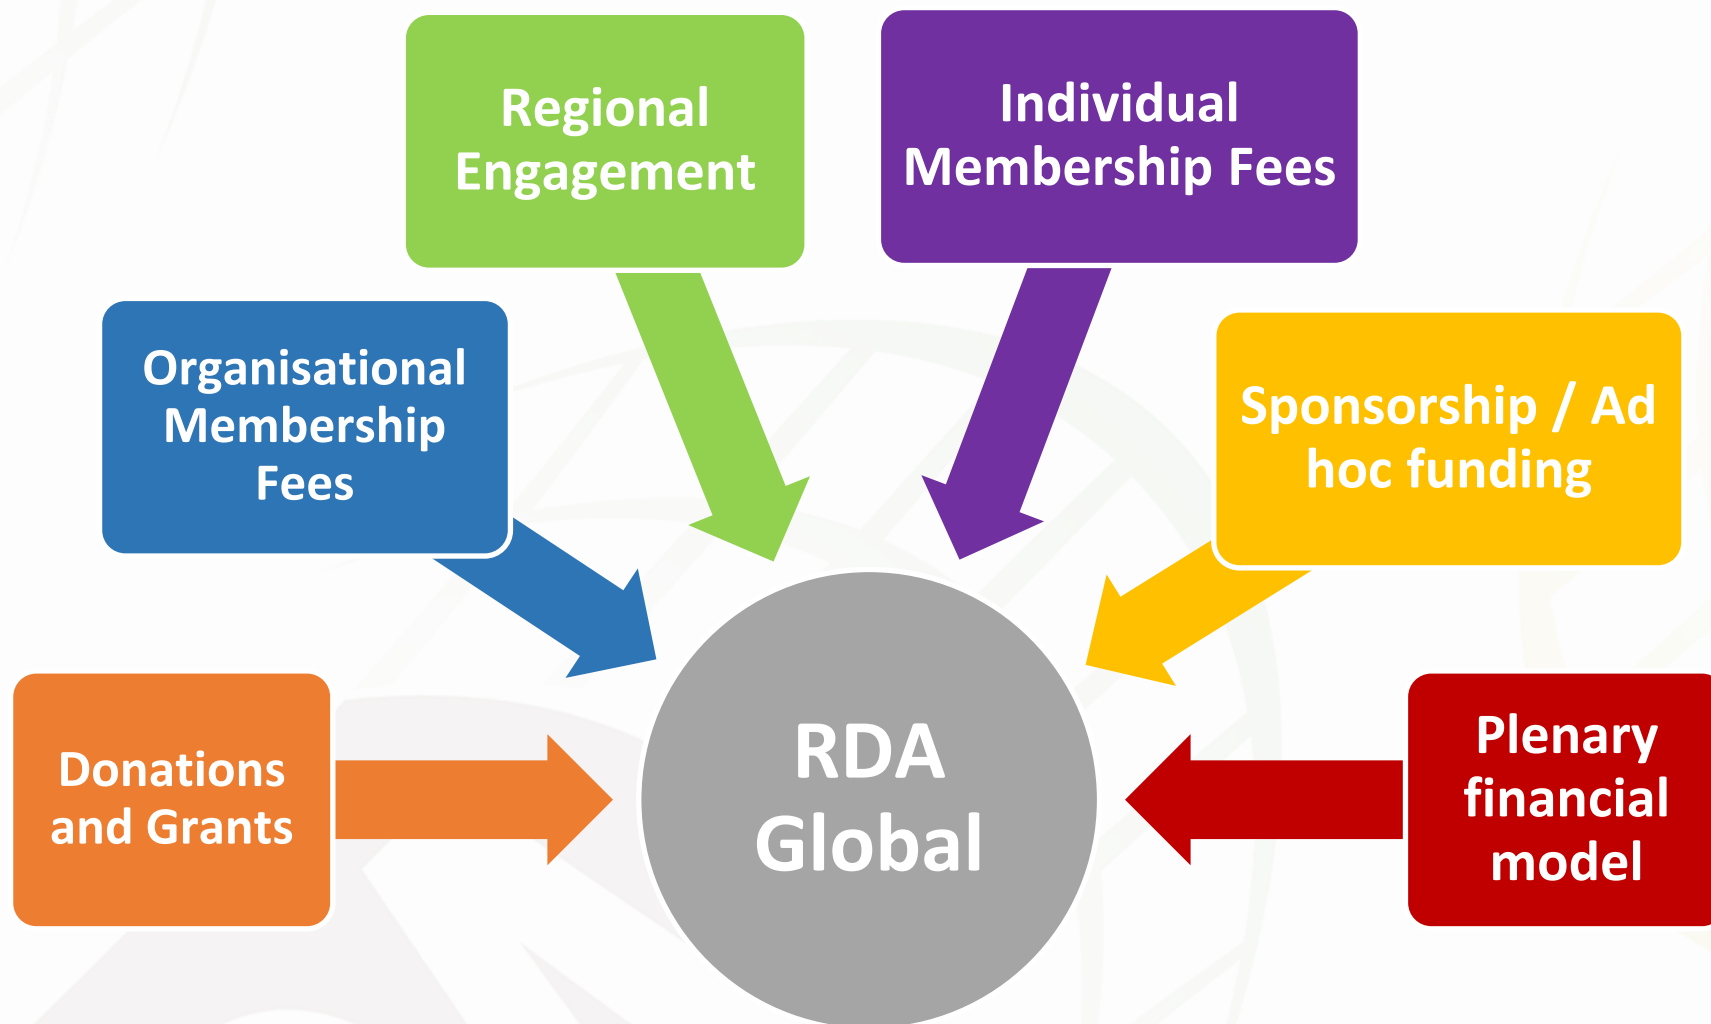 Regional
Engagement
Individual
Membership Fees
Organisational
Membership
Fees
Sponsorship / Ad
hoc funding
Donations
and Grants
RDA
Global
Plenary
financial
model